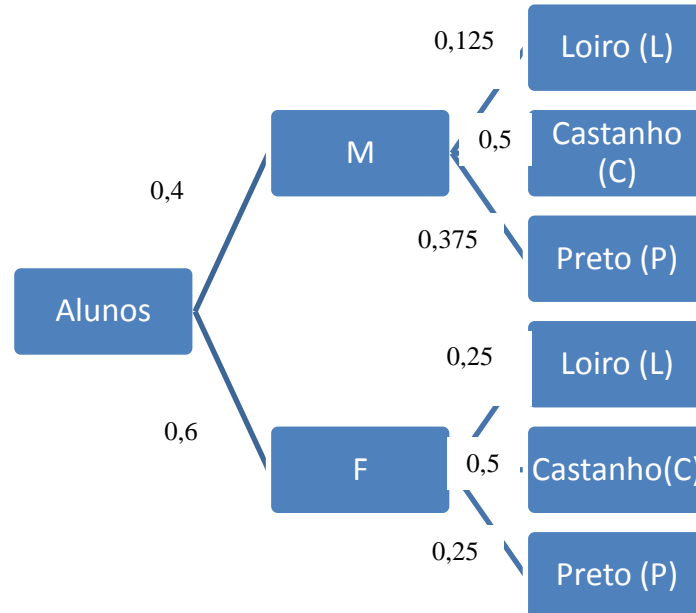 0,125
Loiro (L)
0,5
Castanho
(C)
M
0,4
0,375
Preto (P)
Alunos
0,25
Loiro (L)
0,6
F
0,5
Castanho(C)
0,25
Preto (P)